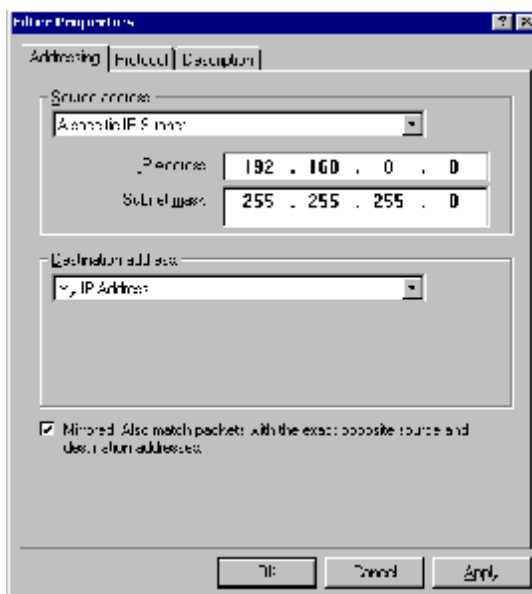 Filter Properties
? X
Addressing Protocol Description
Source address:
A specific IP Subnet
IP Address: 192 . 168 . 0 . 0
Subnet mask: 255 . 255 . 255 . 0
Destination address:
My IP Address
Mirrored. Also match packets with the exact opposite source and
destination addresses.
OK Cancel Apply